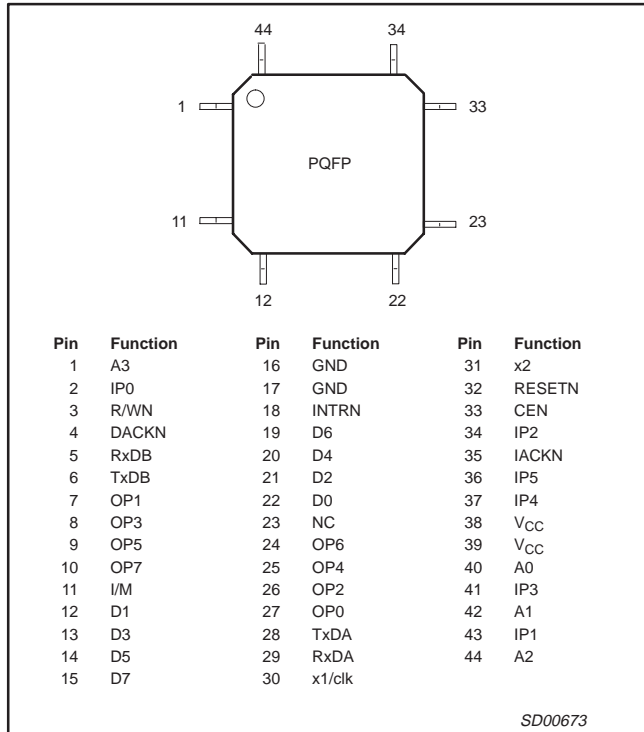 44 34
1 33
PQFP
11 23
12 22
Pin Function Pin Function Pin Function
1 A3 16 GND 31 x2
2 IP0 17 GND 32 RESETN
3 R/WN 18 INTRN 33 CEN
4 DACKN 19 D6 34 IP2
5 RxDB 20 D4 35 IACKN
6 TxDB 21 D2 36 IP5
7 OP1 22 D0 37 IP4
8 OP3 23 NC 38 VCC
9 OP5 24 OP6 39 VCC
10 OP7 25 OP4 40 A0
11 I/M 26 OP2 41 IP3
12 D1 27 OP0 42 A1
13 D3 28 TxDA 43 IP1
14 D5 29 RxDA 44 A2
15 D7 30 x1/clk
SD00673